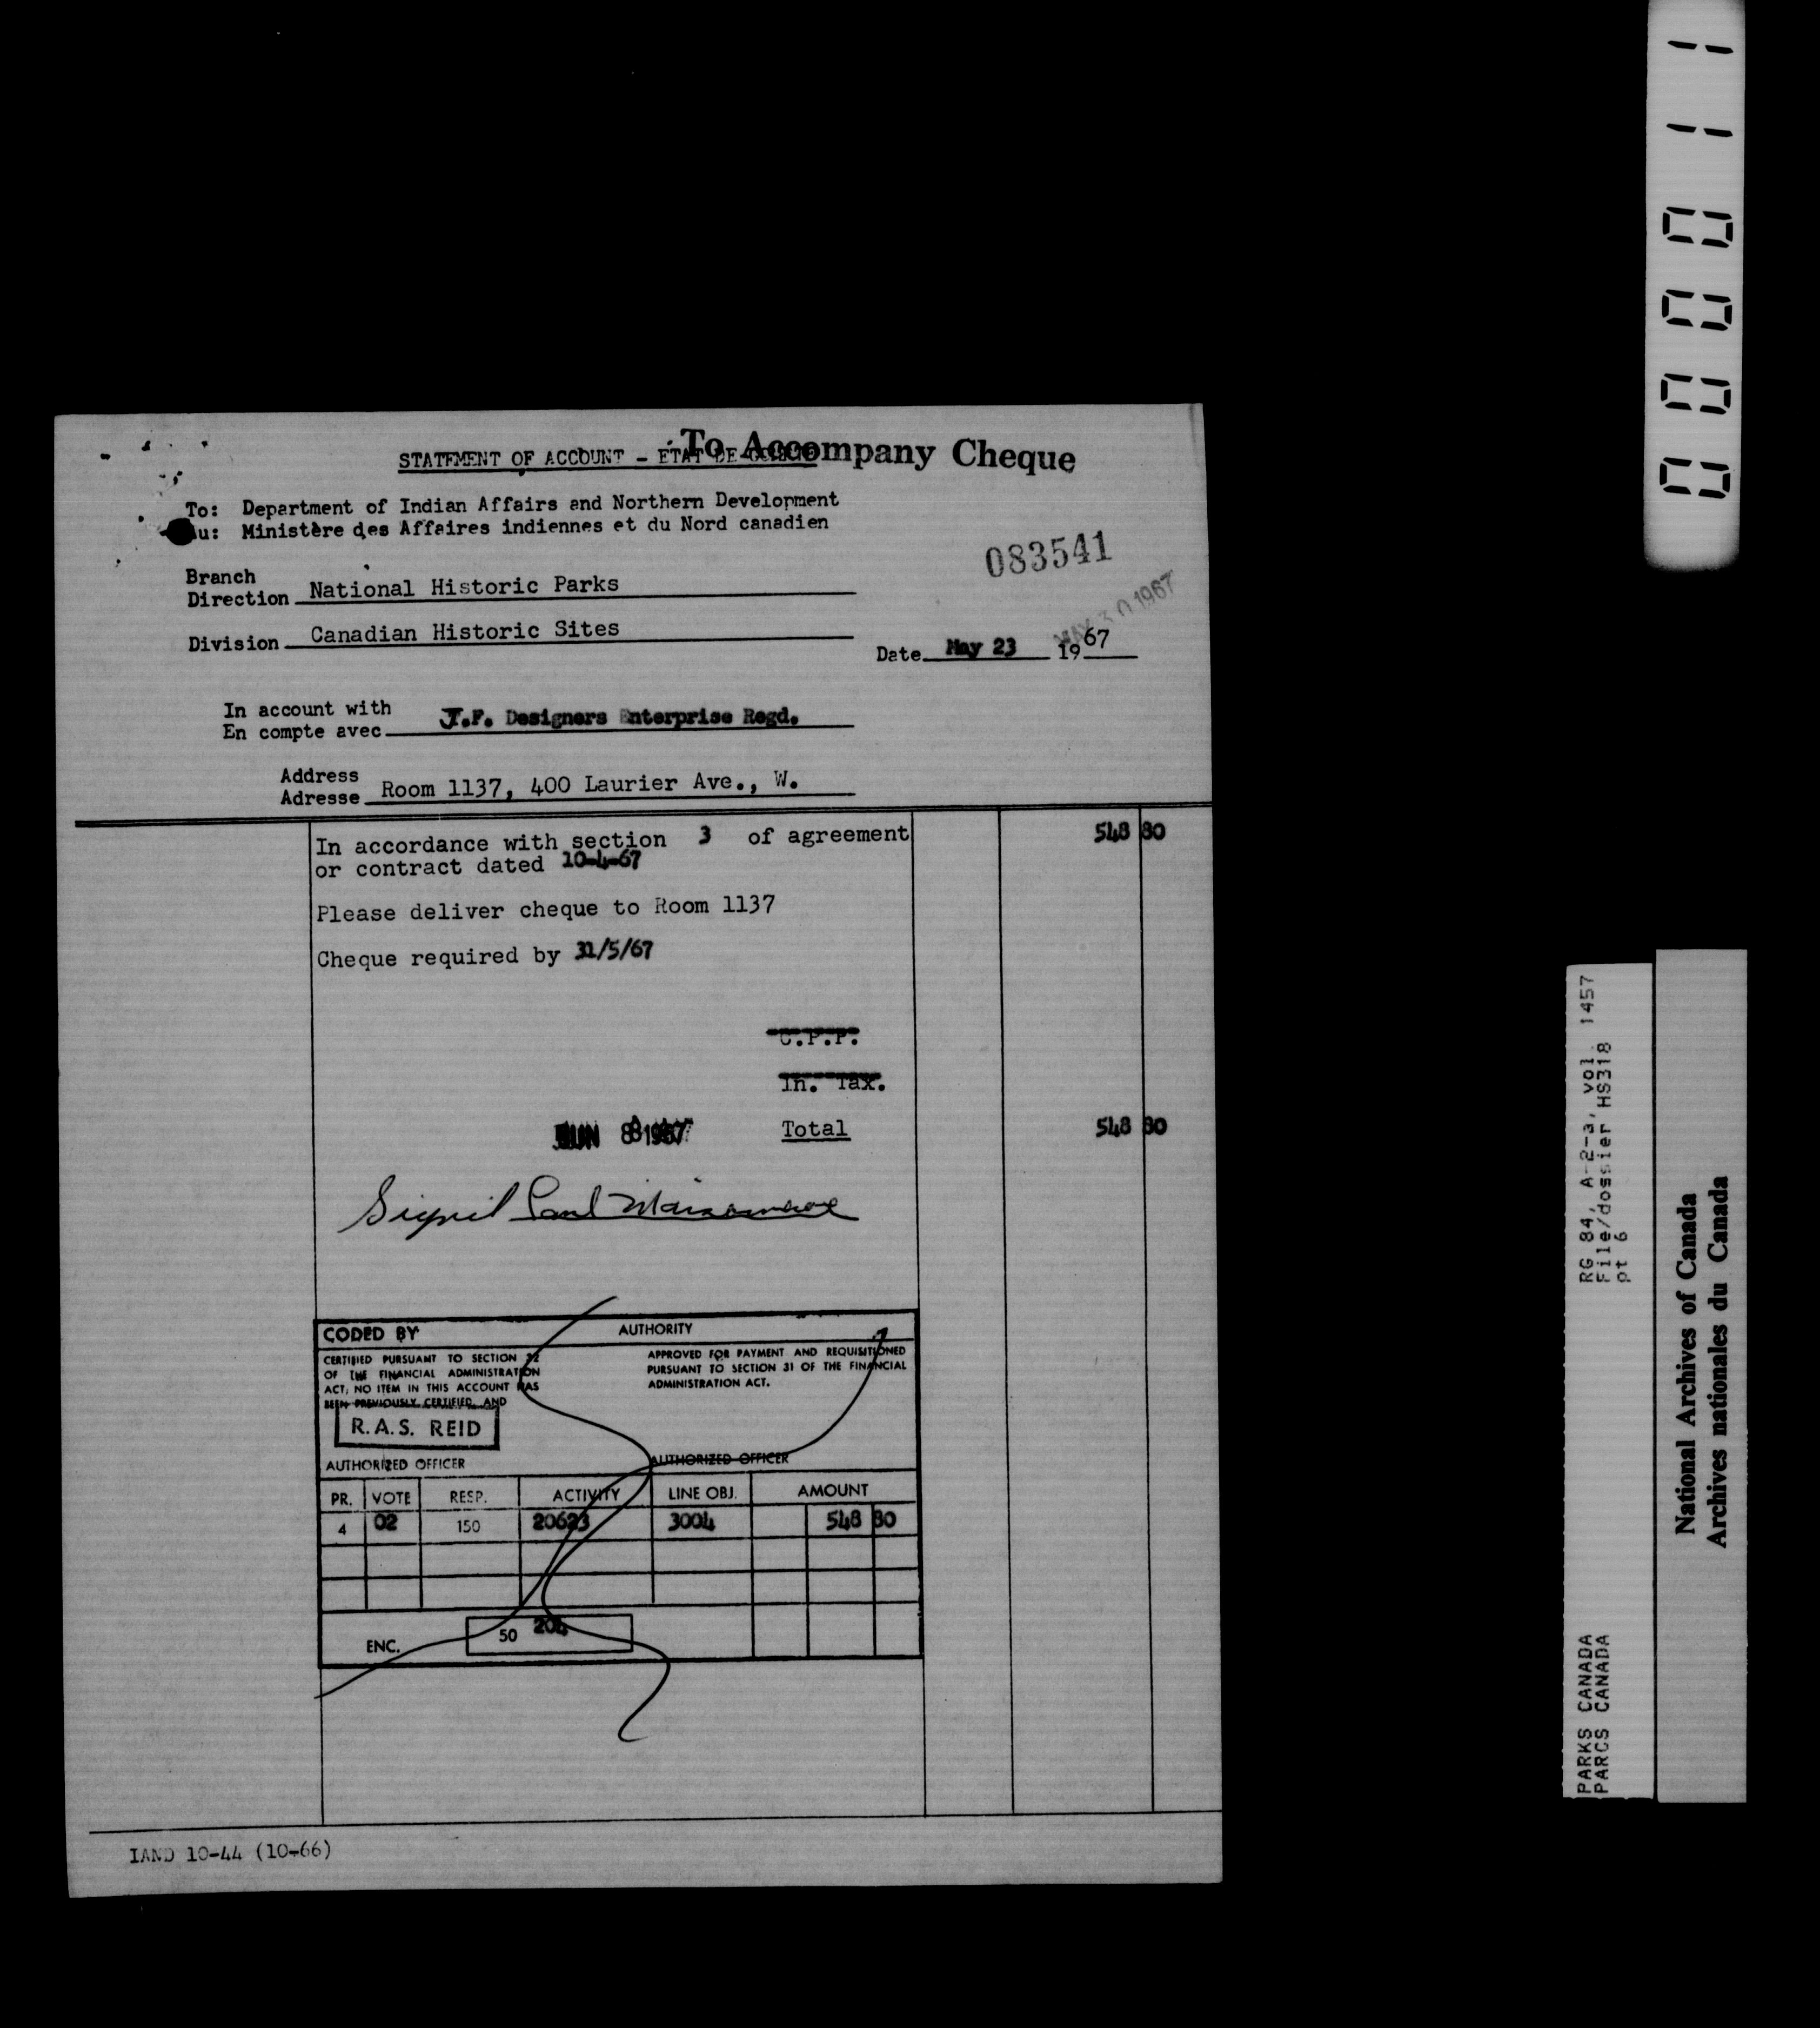 To Accompany Cheque
STATEMENT OF ACCOUNT - ETAT DE
To: Department of Indian Affairs and Northern Development
Au: Ministère des Affaires indiennes et du Nord canadien
083541
MAY 30 1967
Branch
Direction National Historic Parks
Division Canadian Historic Sites
Date May 23 1967
In account with
En compte avec J.F. Designers Enterprise Regd.
Address
Adresse Room 1137, 400 Laurier Ave., W.
In accordance with section 3 of agreement 548 80
or contract dated 10-4-67
Please deliver cheque to Room 1137
Cheque required by 31/5/67
C.P.P.
In. Tax.
JUN 8 1967 Total 548 80
CODED BY AUTHORITY
CERTIFIED PURSUANT TO SECTION 32
OF THE FINANCIAL ADMINISTRATION
ACT; NO ITEM IN THIS ACCOUNT HAS
BEEN PREVIOUSLY CERTIFIED, AND
R.A.S. REID
AUTHORIZED OFFICER
APPROVED FOR PAYMENT AND REQUISITIONED
PURSUANT TO SECTION 31 OF THE FINANCIAL
ADMINISTRATION ACT.
AUTHORIZED OFFICER
PR. VOTE RESP. ACTIVITY LINE OBJ. AMOUNT
4 02 150 20623 3004 548 80
ENC. 50 204
IAND 10-44 (10-66)
RG 84, A-2-a, vol. 1457
File/dossier HS318
pt 6
PARKS CANADA
PARCS CANADA
National Archives of Canada
Archives nationales du Canada